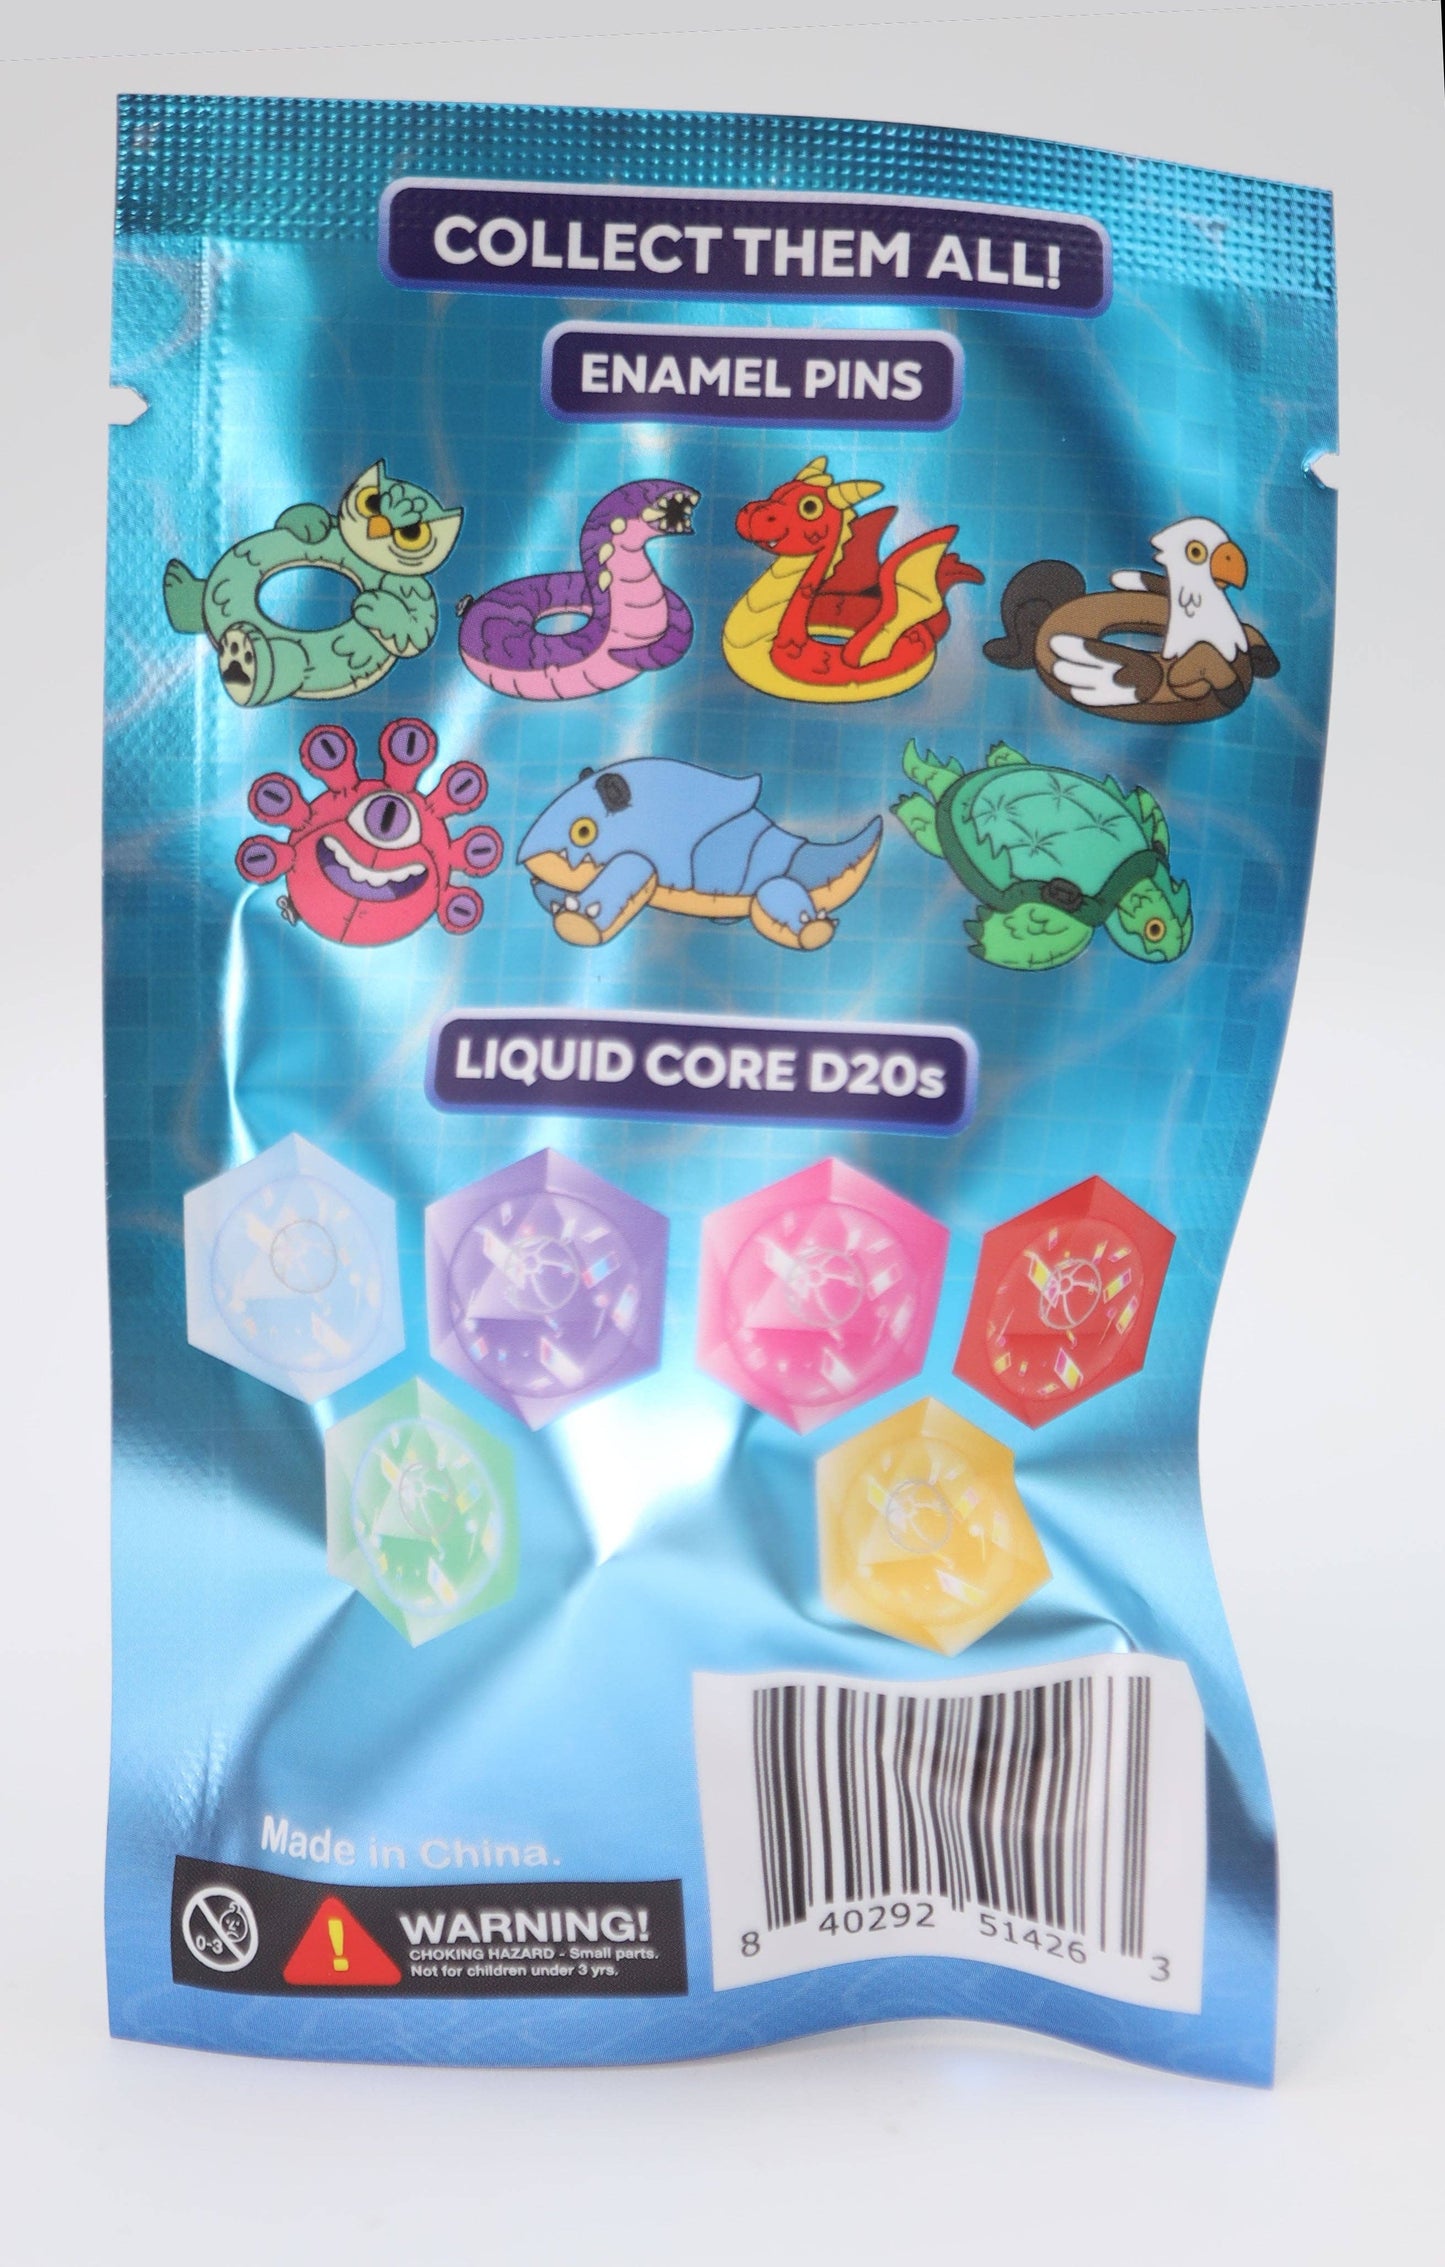 COLLECT THEM ALL!
ENAMEL PINS
LIQUID CORE D20s
Made in China.
0-3
WARNING!
CHOKING HAZARD - Small parts.
Not for children under 3 yrs.
8 40292 51426 3